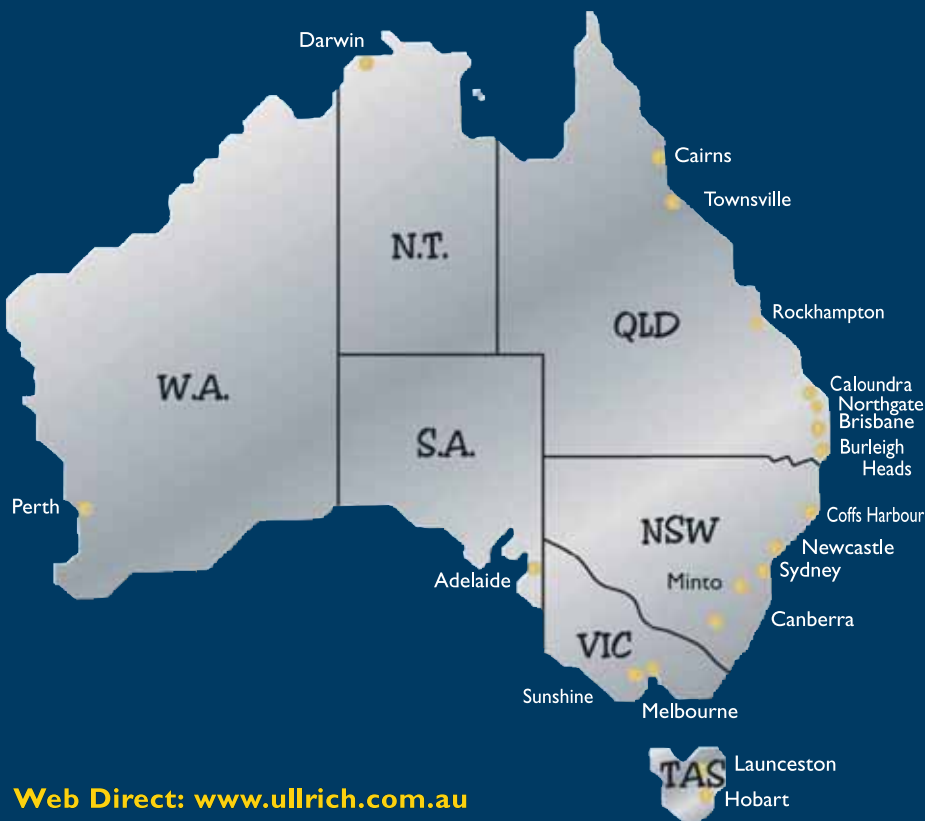 Darwin
Cairns
Townsville
N.T.
Rockhampton
QLD
W.A.
Caloundra
Northgate
Brisbane
S.A.
Burleigh
Heads
Perth
Coffs Harbour
NSW
Newcastle
Adelaide
Minto
Sydney
Canberra
VIC
Sunshine
Melbourne
TAS
Launceston
Hobart
Web Direct: www.ullrich.com.au